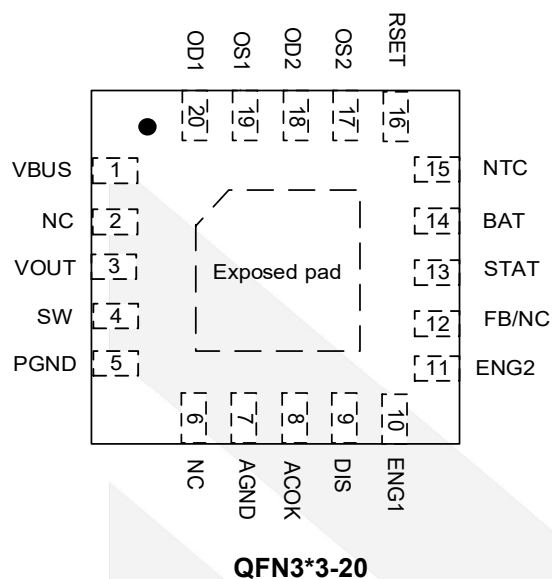 OD1
OS1
OD2
OS2
RSET
20
19
18
17
16
VBUS 1
NC 2
VOUT 3
SW 4
PGND 5
Exposed pad
15 NTC
14 BAT
13 STAT
12 FB/NC
11 ENG2
6
7
8
9
10
NC
AGND
ACOK
DIS
ENG1
QFN3*3-20